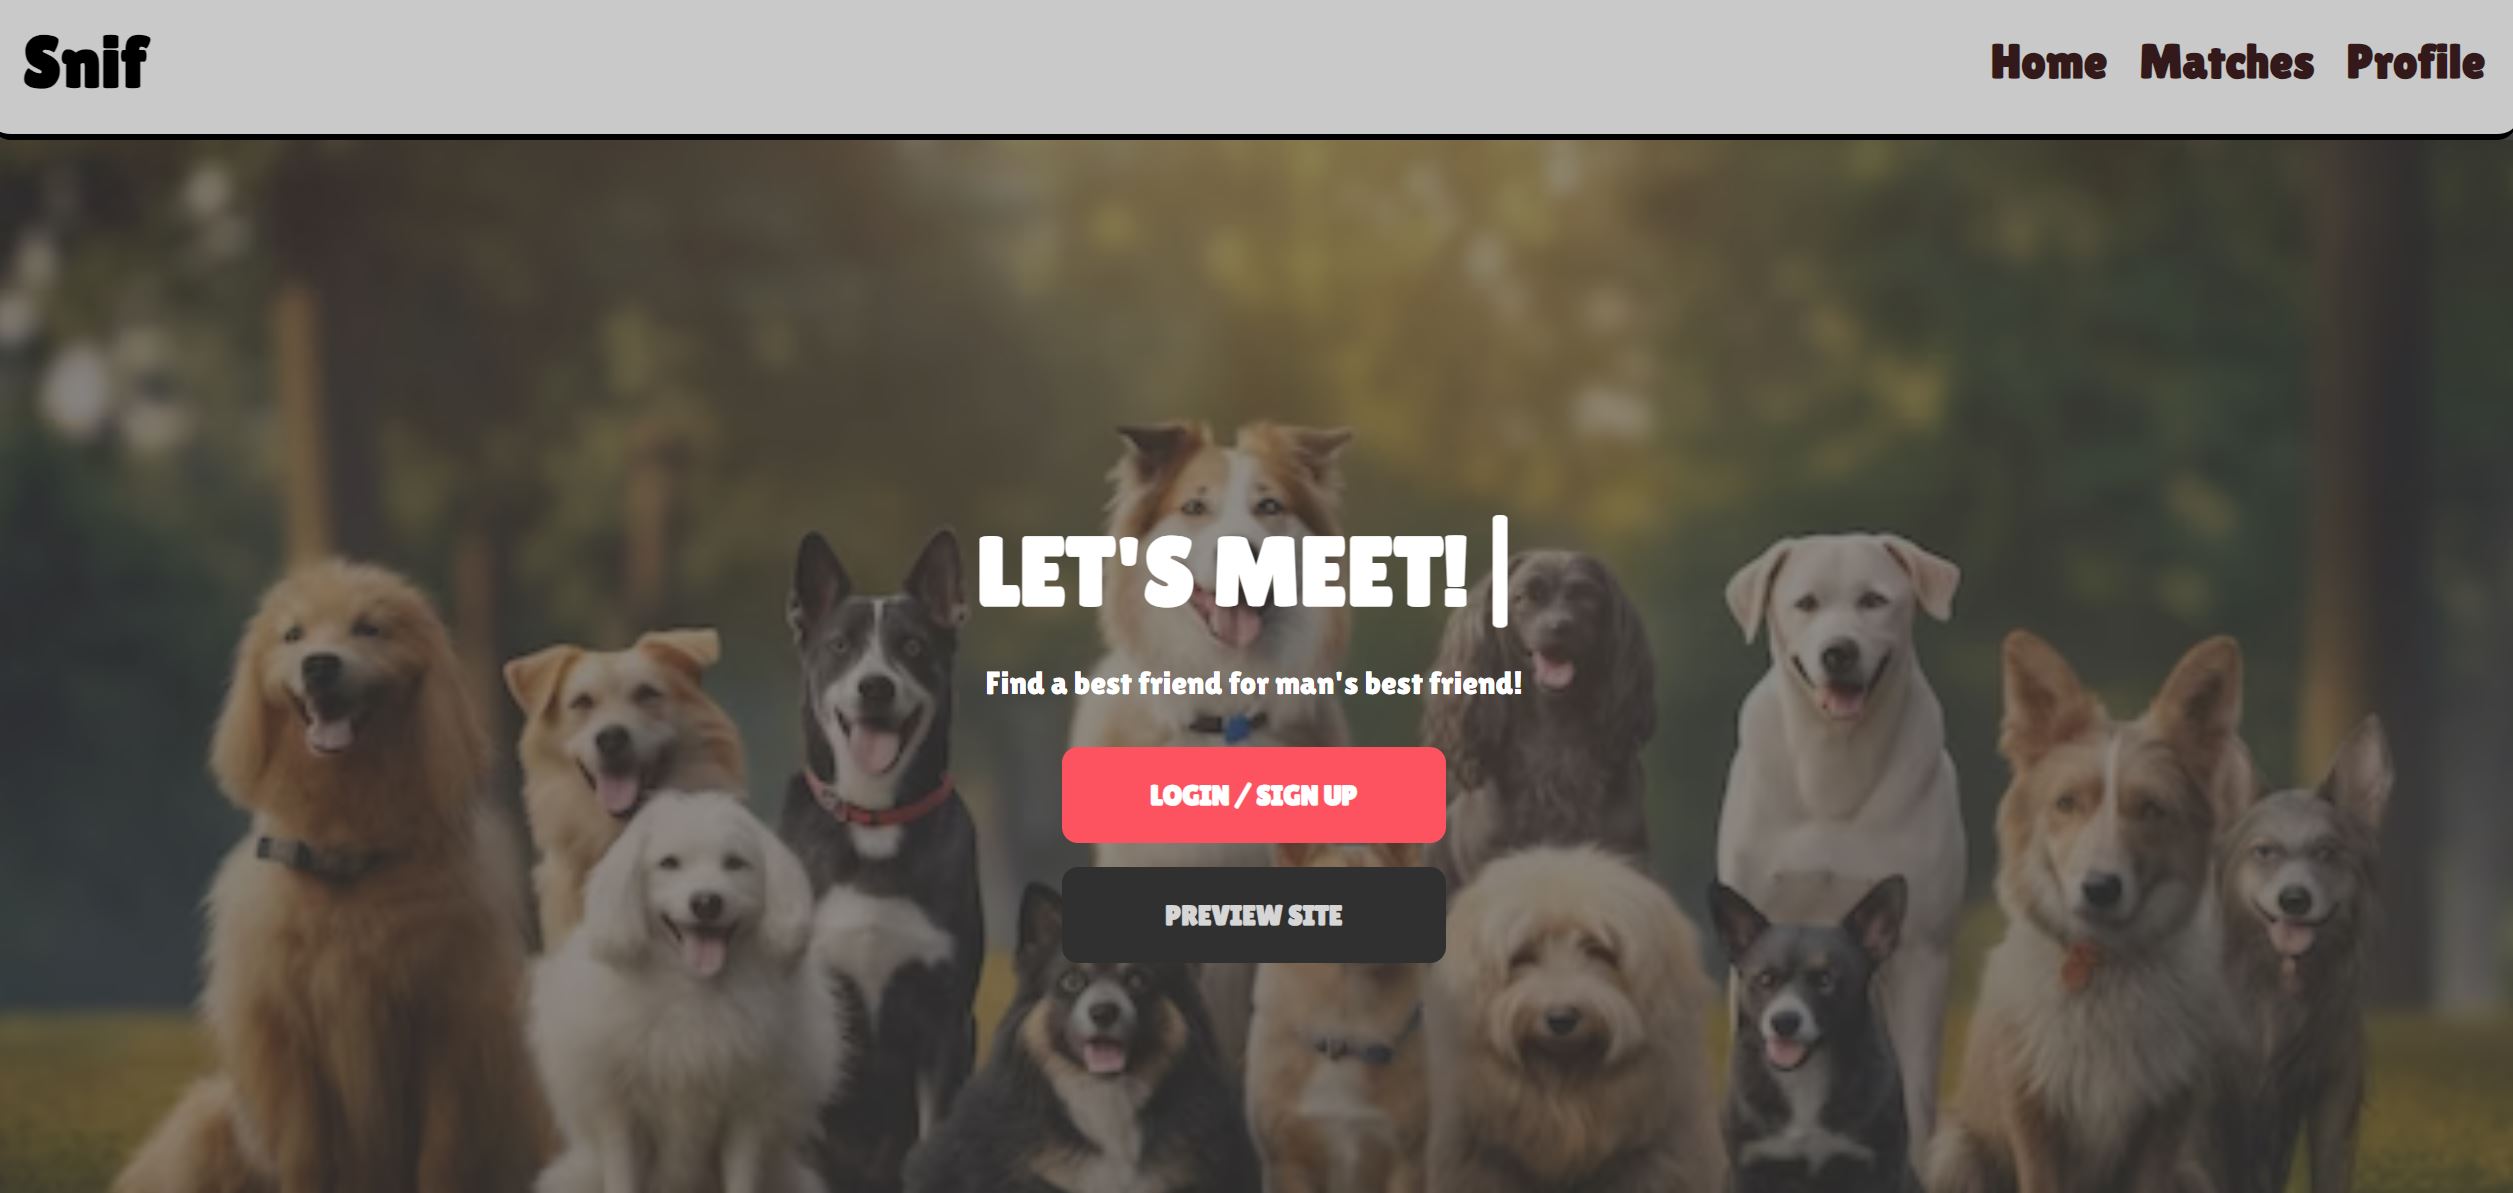 Snif
Home Matches Profile
LET'S MEET!
Find a best friend for man's best friend!
LOGIN / SIGN UP
PREVIEW SITE